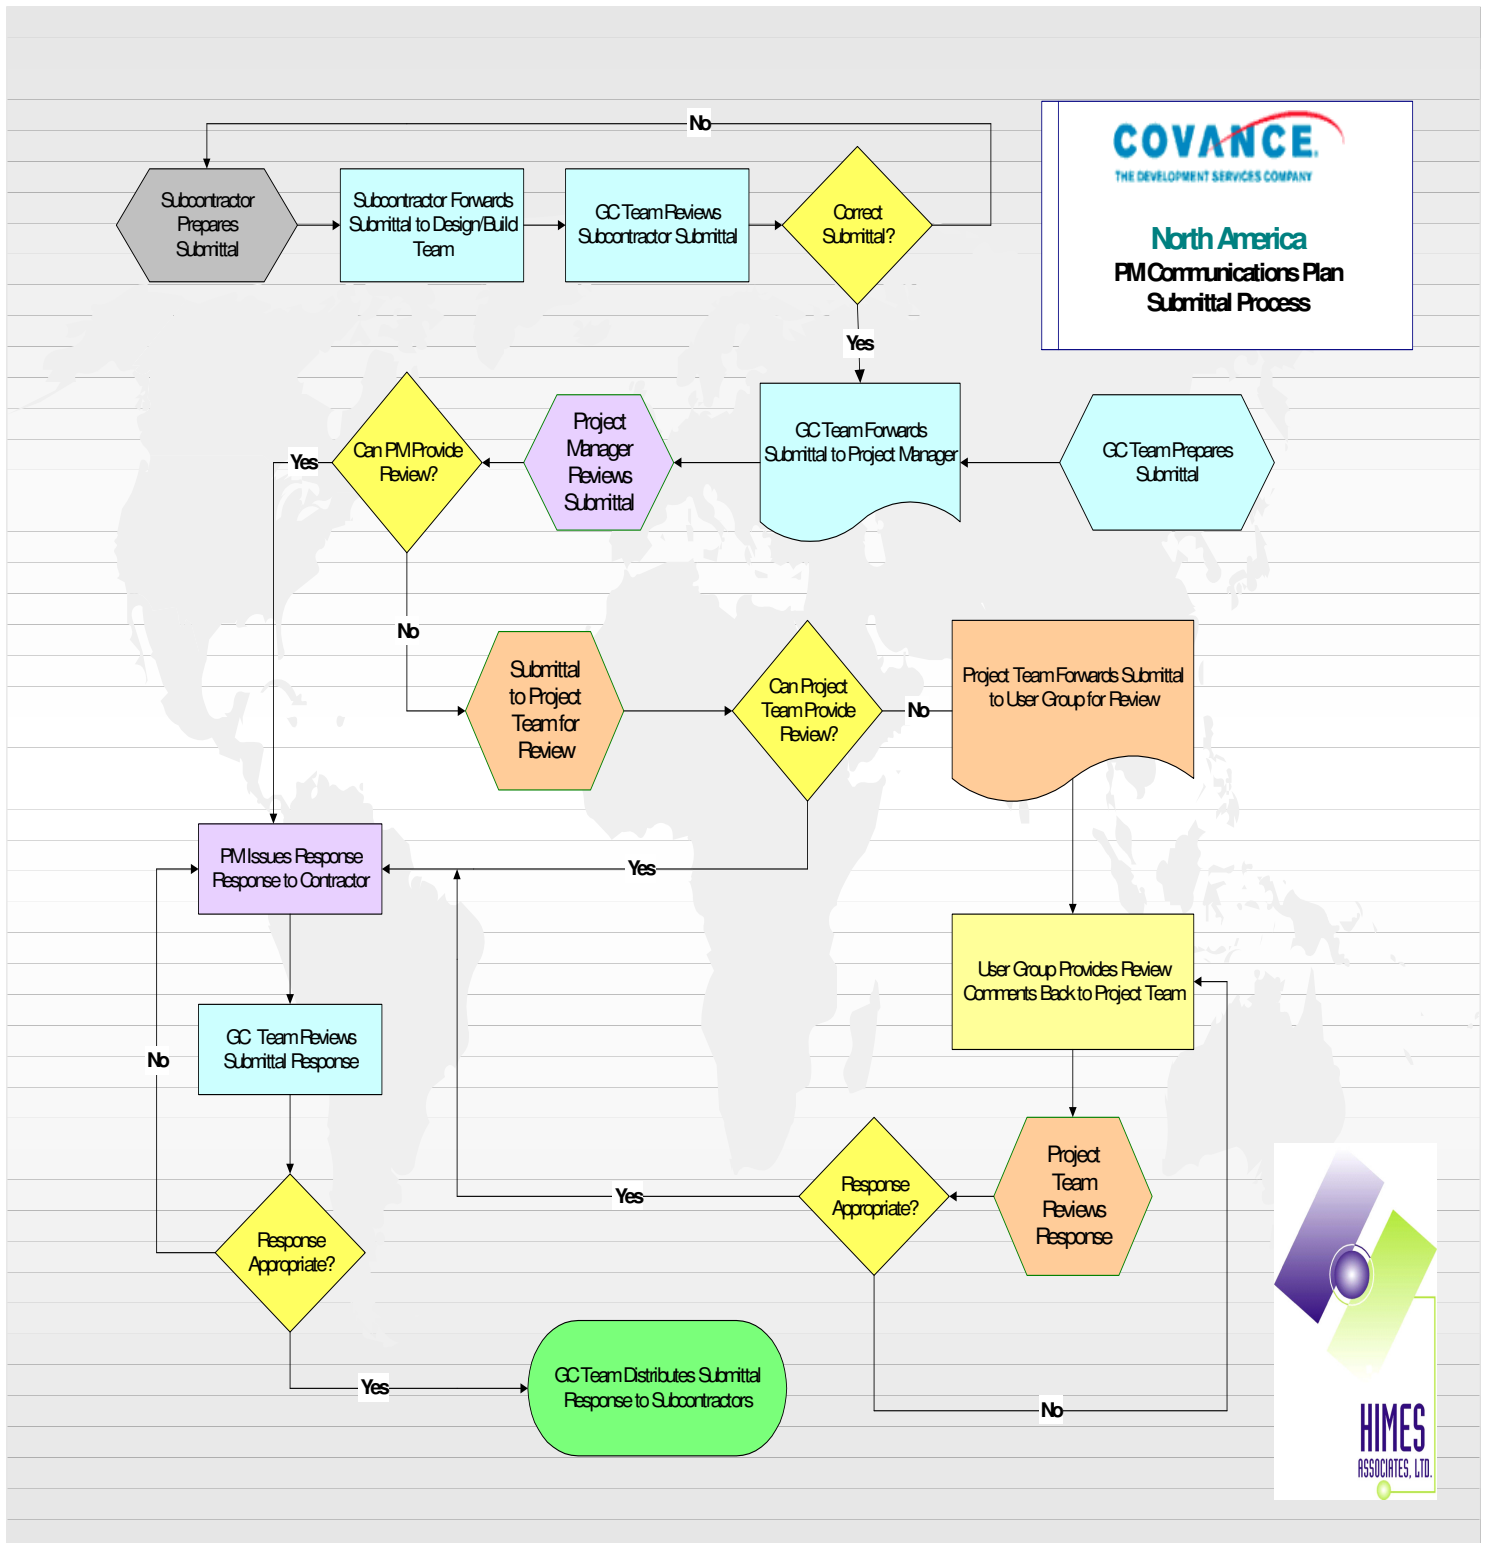 No
COVANCE®
THE DEVELOPMENT SERVICES COMPANY
North America
PM Communications Plan
Submittal Process
Subcontractor
Prepares
Submittal
Subcontractor Forwards
Submittal to Design/Build
Team
GC Team Reviews
Subcontractor Submittal
Correct
Submittal?
Yes
Can PM Provide
Review?
Yes
Project
Manager
Reviews
Submittal
GC Team Forwards
Submittal to Project Manager
GC Team Prepares
Submittal
No
Submittal
to Project
Team for
Review
Can Project
Team Provide
Review?
No
Project Team Forwards Submittal
to User Group for Review
PM Issues Response
Response to Contractor
Yes
User Group Provides Review
Comments Back to Project Team
GC Team Reviews
Submittal Response
No
Response
Appropriate?
Yes
Response
Appropriate?
Project
Team
Reviews
Response
Yes
GC Team Distributes Submittal
Response to Subcontractors
No
HIMES
ASSOCIATES, LTD.